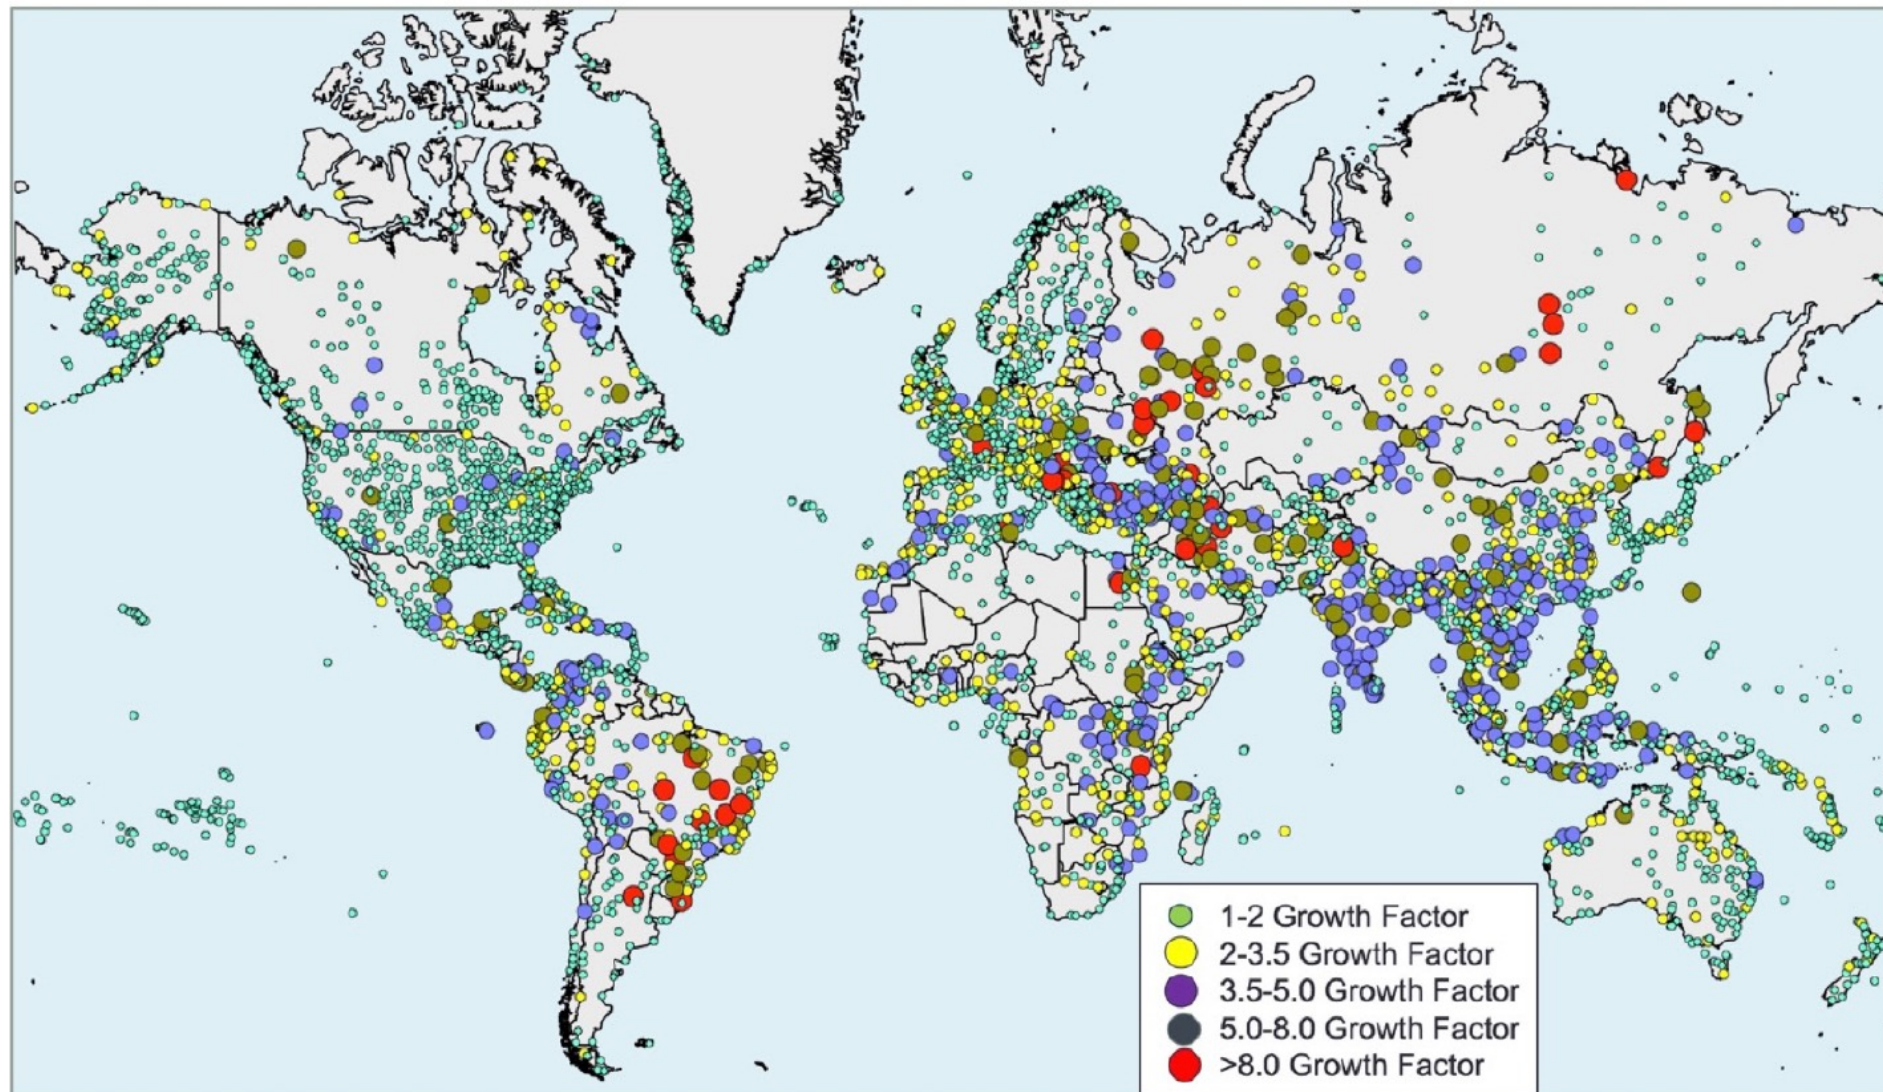 1-2 Growth Factor
2-3.5 Growth Factor
3.5-5.0 Growth Factor
5.0-8.0 Growth Factor
>8.0 Growth Factor